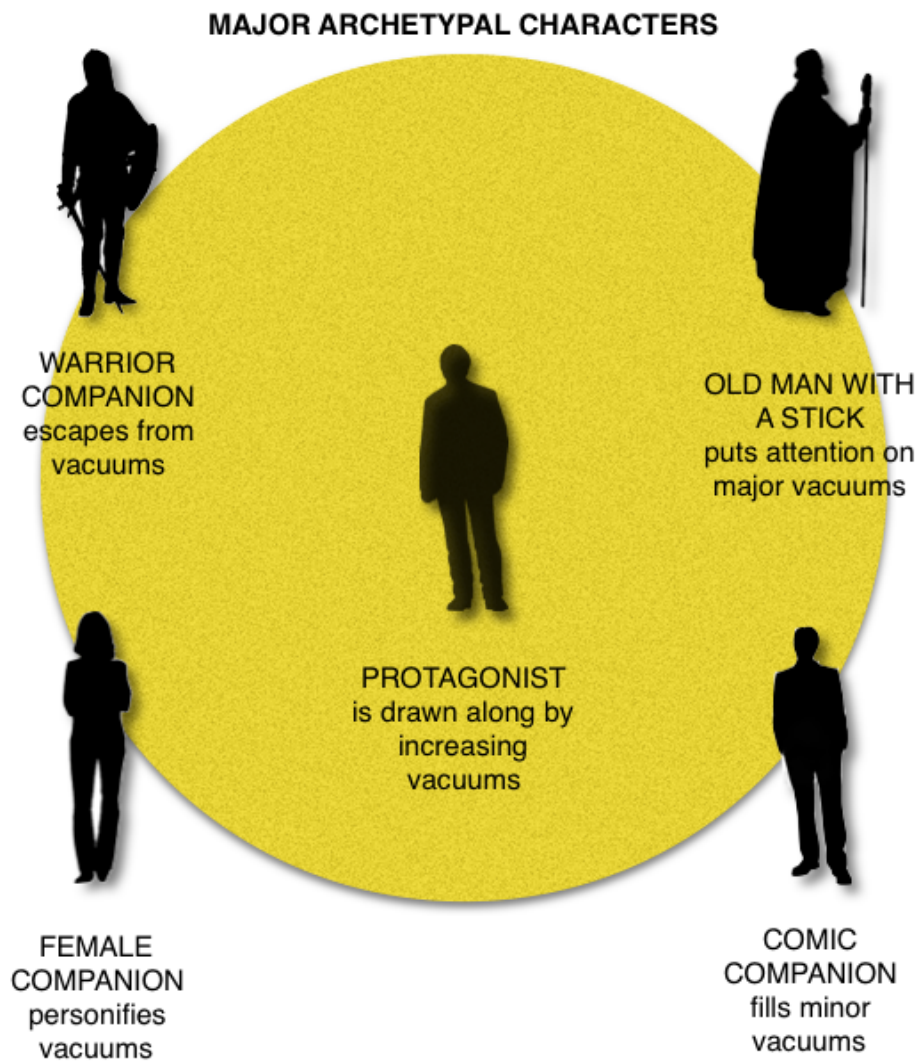 MAJOR ARCHETYPAL CHARACTERS
WARRIOR
COMPANION
escapes from
vacuums
OLD MAN WITH
A STICK
puts attention on
major vacuums
PROTAGONIST
is drawn along by
increasing
vacuums
FEMALE
COMPANION
personifies
vacuums
COMIC
COMPANION
fills minor
vacuums